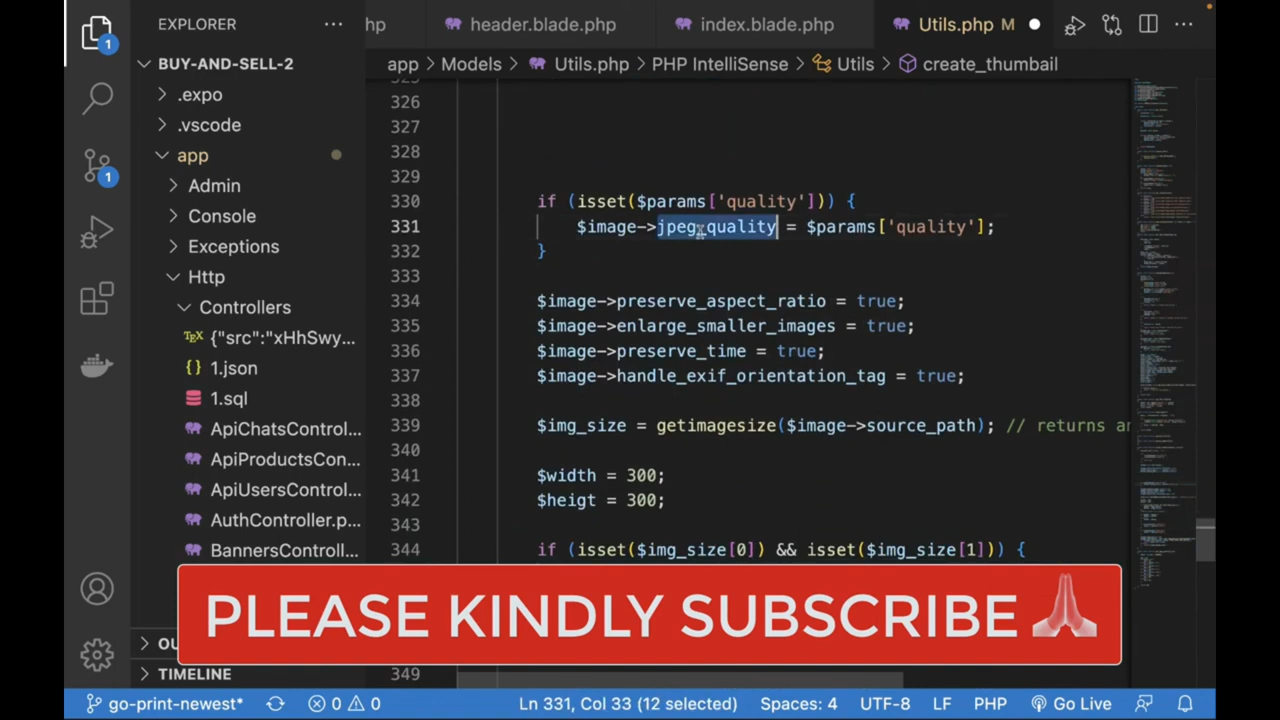 EXPLORER ···
hp
header.blade.php
index.blade.php
Utils.php M
···
1
BUY-AND-SELL-2
app > Models > Utils.php > PHP IntelliSense > Utils > create_thumbail
.expo
.vscode
app
Admin
Console
Exceptions
Http
Controllers
{"src":"xHhSwy...
1.json
1.sql
ApiChatsControl...
ApiProductsCon...
ApiUsersControl...
AuthController.p...
BannersControll...
OU
TIMELINE
1
326
327
328
329
330 if (isset($params['quality'])) {
331 $image->jpeg_quality = $params['quality'];
332 }
333
334 $image->preserve_aspect_ratio = true;
335 $image->enlarge_smaller_images = true;
336 $image->preserve_time = true;
337 $image->handle_exif_orientation_tag = true;
338
339 $img_size = getimagesize($image->source_path); // returns an
340
341 $width = 300;
342 $heigt = 300;
343
344 if (isset($img_size[0]) && isset($img_size[1])) {
PLEASE KINDLY SUBSCRIBE
349
go-print-newest* 0 0 Ln 331, Col 33 (12 selected) Spaces: 4 UTF-8 LF PHP Go Live